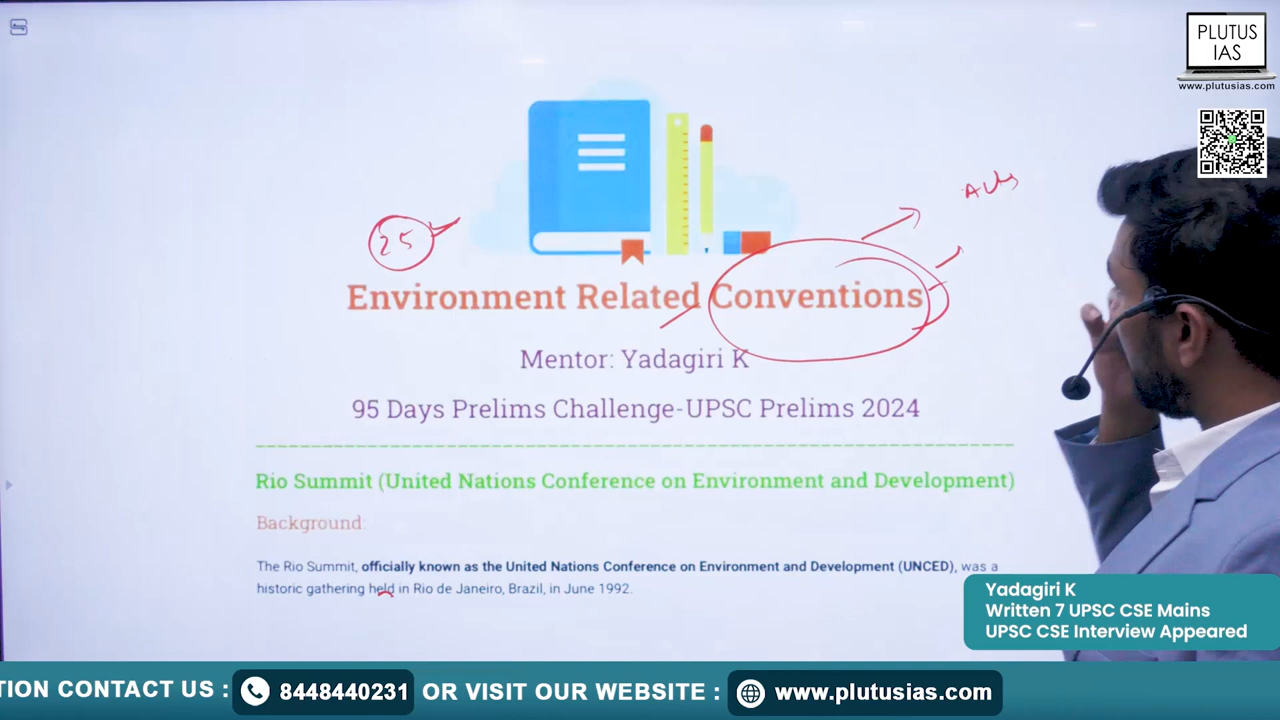 PLUTUS
IAS
www.plutusias.com
25
Environment Related Conventions
Mentor: Yadagiri K
95 Days Prelims Challenge-UPSC Prelims 2024
Rio Summit (United Nations Conference on Environment and Development)
Background:
The Rio Summit, officially known as the United Nations Conference on Environment and Development (UNCED), was a
historic gathering held in Rio de Janeiro, Brazil, in June 1992.
Yadagiri K
Written 7 UPSC CSE Mains
UPSC CSE Interview Appeared
TION CONTACT US : 8448440231 OR VISIT OUR WEBSITE : www.plutusias.com